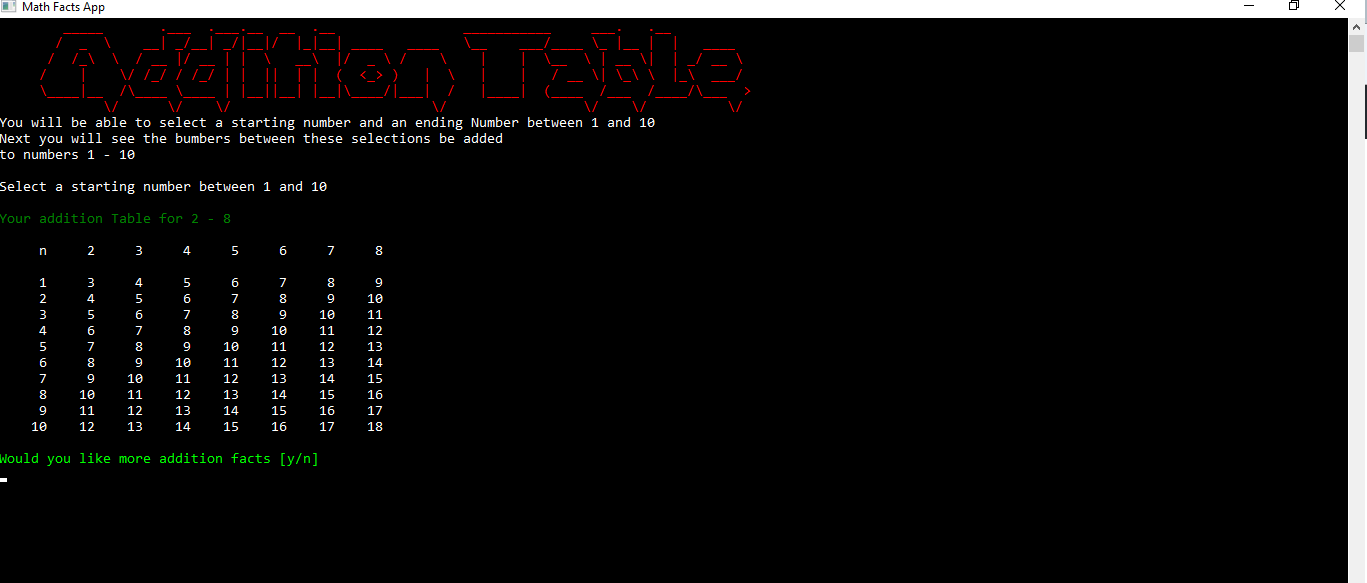 Math Facts App
Addition Table
You will be able to select a starting number and an ending Number between 1 and 10
Next you will see the bumbers between these selections be added
to numbers 1 - 10
Select a starting number between 1 and 10
Your addition Table for 2 - 8
n 2 3 4 5 6 7 8
1 3 4 5 6 7 8 9
2 4 5 6 7 8 9 10
3 5 6 7 8 9 10 11
4 6 7 8 9 10 11 12
5 7 8 9 10 11 12 13
6 8 9 10 11 12 13 14
7 9 10 11 12 13 14 15
8 10 11 12 13 14 15 16
9 11 12 13 14 15 16 17
10 12 13 14 15 16 17 18
Would you like more addition facts [y/n]